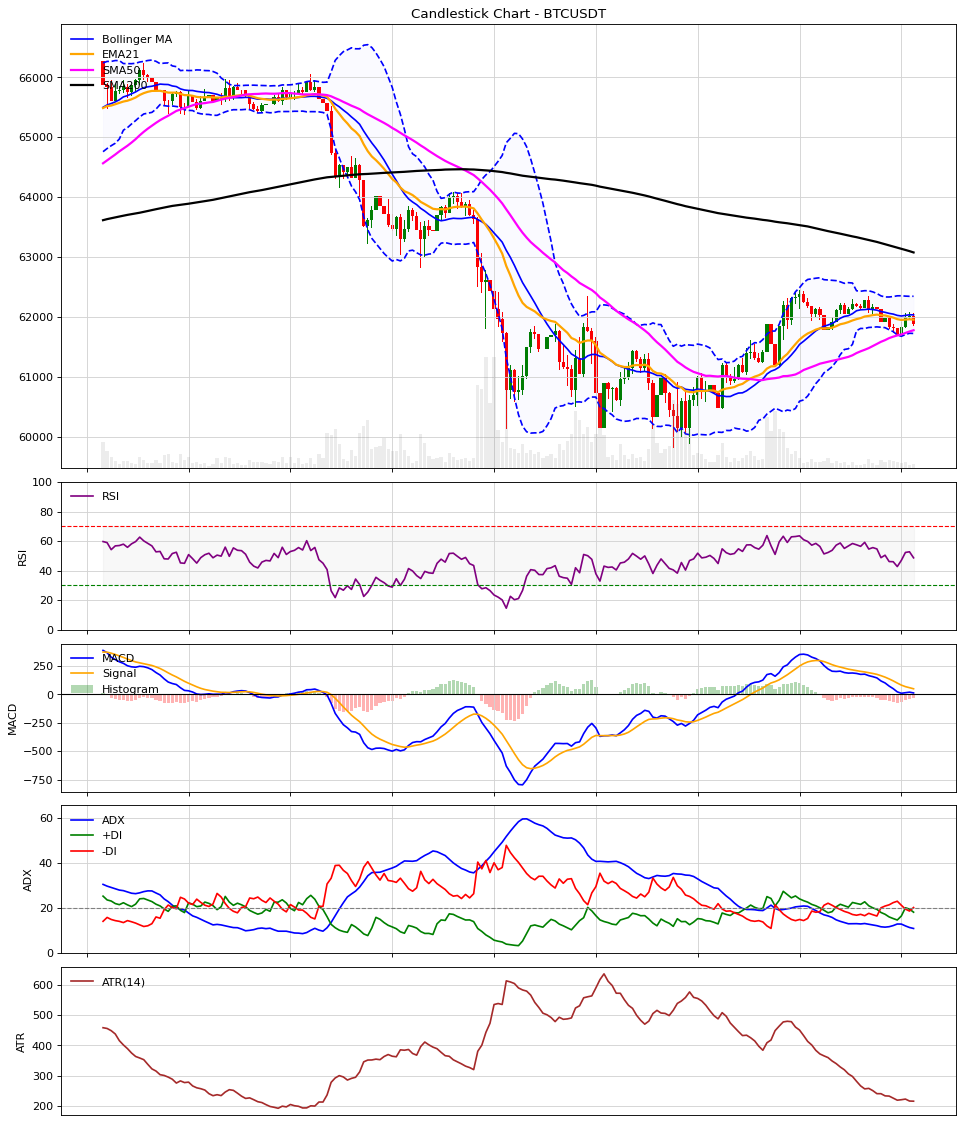 Candlestick Chart - BTCUSDT
Bollinger MA
EMA21
SMA50
SMA200
66000
65000
64000
63000
62000
61000
60000
RSI
100
80
60
40
20
0
RSI
MACD
Signal
Histogram
250
0
−250
−500
−750
MACD
ADX
+DI
-DI
60
40
20
0
ADX
ATR(14)
600
500
400
300
200
ATR